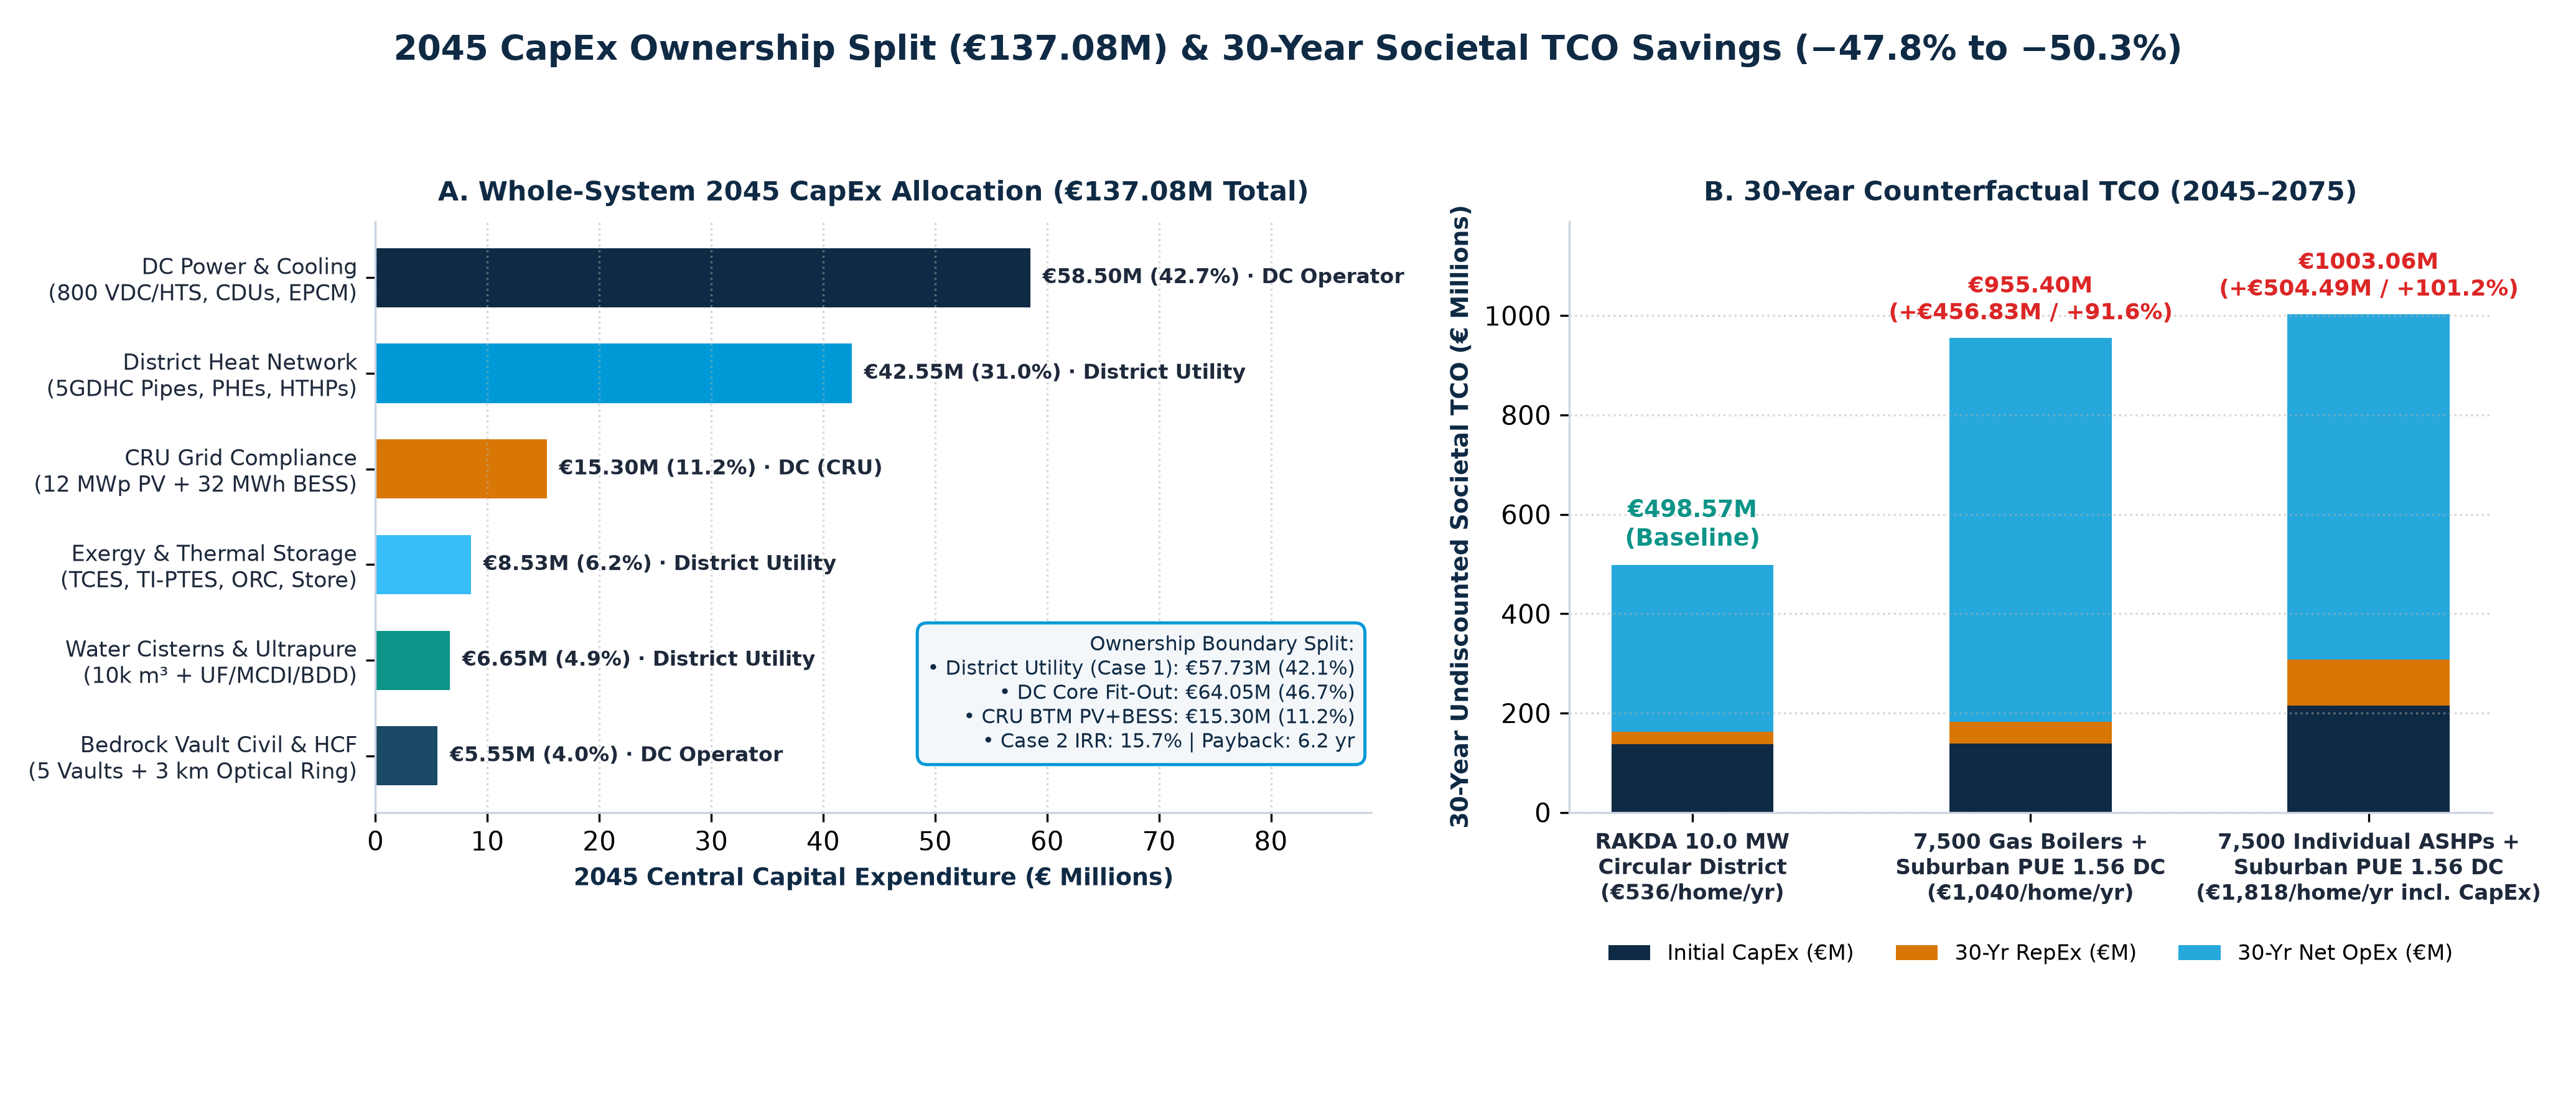 2045 CapEx Ownership Split (€137.08M) & 30-Year Societal TCO Savings (−47.8% to −50.3%)
A. Whole-System 2045 CapEx Allocation (€137.08M Total)
DC Power & Cooling
(800 VDC/HTS, CDUs, EPCM)
€58.50M (42.7%) · DC Operator
District Heat Network
(5GDHC Pipes, PHEs, HTHPs)
€42.55M (31.0%) · District Utility
CRU Grid Compliance
(12 MWp PV + 32 MWh BESS)
€15.30M (11.2%) · DC (CRU)
Exergy & Thermal Storage
(TCES, TI-PTES, ORC, Store)
€8.53M (6.2%) · District Utility
Water Cisterns & Ultrapure
(10k m³ + UF/MCDI/BDD)
€6.65M (4.9%) · District Utility
Bedrock Vault Civil & HCF
(5 Vaults + 3 km Optical Ring)
€5.55M (4.0%) · DC Operator
Ownership Boundary Split:
• District Utility (Case 1): €57.73M (42.1%)
• DC Core Fit-Out: €64.05M (46.7%)
• CRU BTM PV+BESS: €15.30M (11.2%)
• Case 2 IRR: 15.7% | Payback: 6.2 yr
0 10 20 30 40 50 60 70 80
2045 Central Capital Expenditure (€ Millions)
B. 30-Year Counterfactual TCO (2045–2075)
30-Year Undiscounted Societal TCO (€ Millions)
1000
800
600
400
200
0
€498.57M
(Baseline)
€955.40M
(+€456.83M / +91.6%)
€1003.06M
(+€504.49M / +101.2%)
RAKDA 10.0 MW
Circular District
(€536/home/yr)
7,500 Gas Boilers +
Suburban PUE 1.56 DC
(€1,040/home/yr)
7,500 Individual ASHPs +
Suburban PUE 1.56 DC
(€1,818/home/yr incl. CapEx)
Initial CapEx (€M)
30-Yr RepEx (€M)
30-Yr Net OpEx (€M)